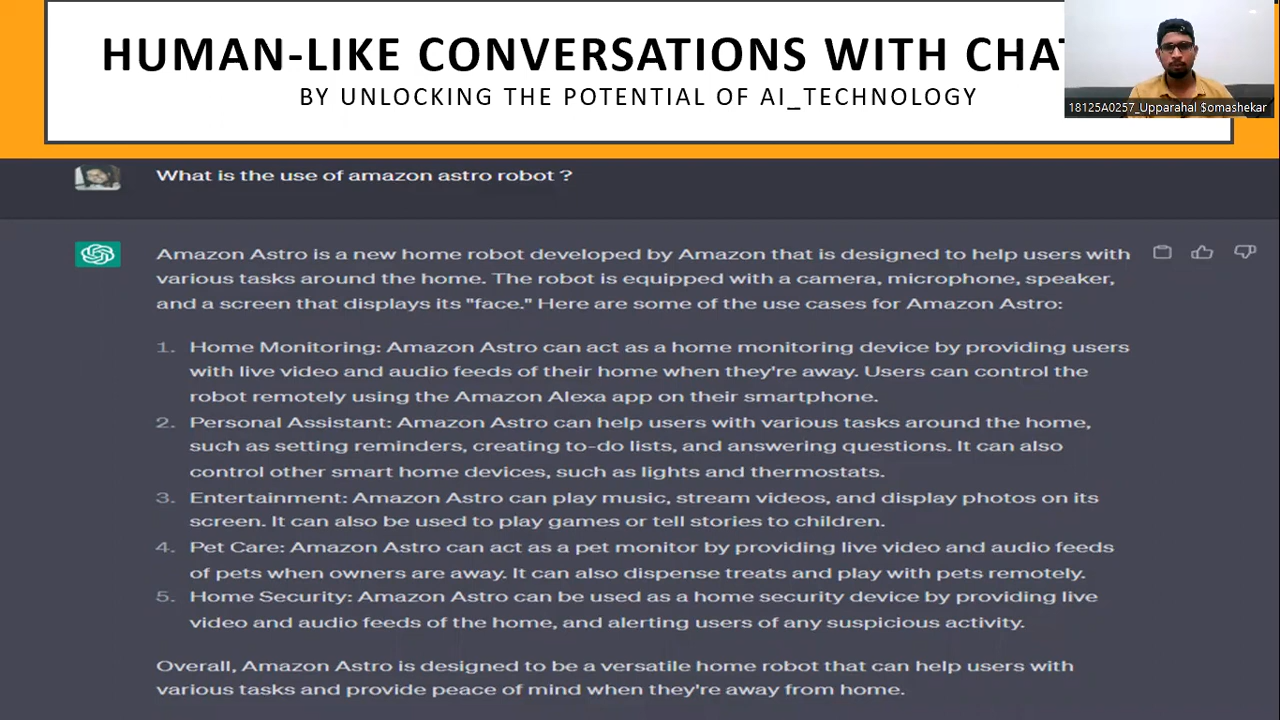 HUMAN-LIKE CONVERSATIONS WITH
BY UNLOCKING THE POTENTIAL OF AI_TECHNOLOGY
18125A0257_Upparahal Somashekar
What is the use of amazon astro robot ?
Amazon Astro is a new home robot developed by Amazon that is designed to help users with
various tasks around the home. The robot is equipped with a camera, microphone, speaker,
and a screen that displays its "face." Here are some of the use cases for Amazon Astro:
1. Home Monitoring: Amazon Astro can act as a home monitoring device by providing users
with live video and audio feeds of their home when they're away. Users can control the
robot remotely using the Amazon Alexa app on their smartphone.
2. Personal Assistant: Amazon Astro can help users with various tasks around the home,
such as setting reminders, creating to-do lists, and answering questions. It can also
control other smart home devices, such as lights and thermostats.
3. Entertainment: Amazon Astro can play music, stream videos, and display photos on its
screen. It can also be used to play games or tell stories to children.
4. Pet Care: Amazon Astro can act as a pet monitor by providing live video and audio feeds
of pets when owners are away. It can also dispense treats and play with pets remotely.
5. Home Security: Amazon Astro can be used as a home security device by providing live
video and audio feeds of the home, and alerting users of any suspicious activity.
Overall, Amazon Astro is designed to be a versatile home robot that can help users with
various tasks and provide peace of mind when they're away from home.